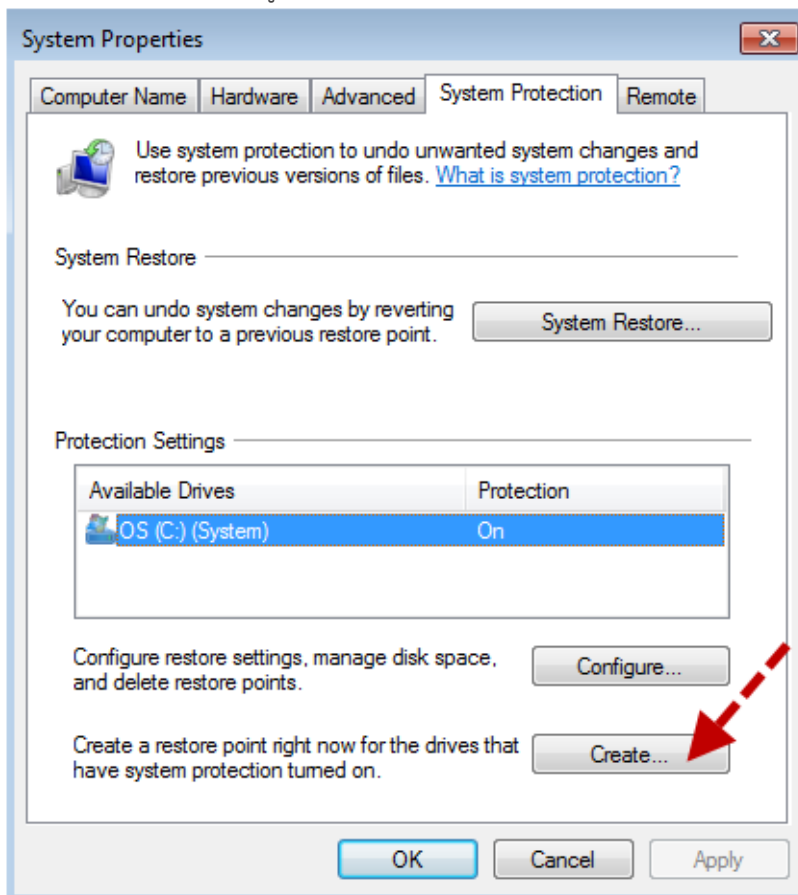 System Properties
Computer Name
Hardware
Advanced
System Protection
Remote
Use system protection to undo unwanted system changes and
restore previous versions of files. What is system protection?
System Restore
You can undo system changes by reverting
your computer to a previous restore point.
System Restore...
Protection Settings
Available Drives
Protection
OS (C:) (System)
On
Configure restore settings, manage disk space,
and delete restore points.
Configure...
Create a restore point right now for the drives that
have system protection turned on.
Create...
OK
Cancel
Apply